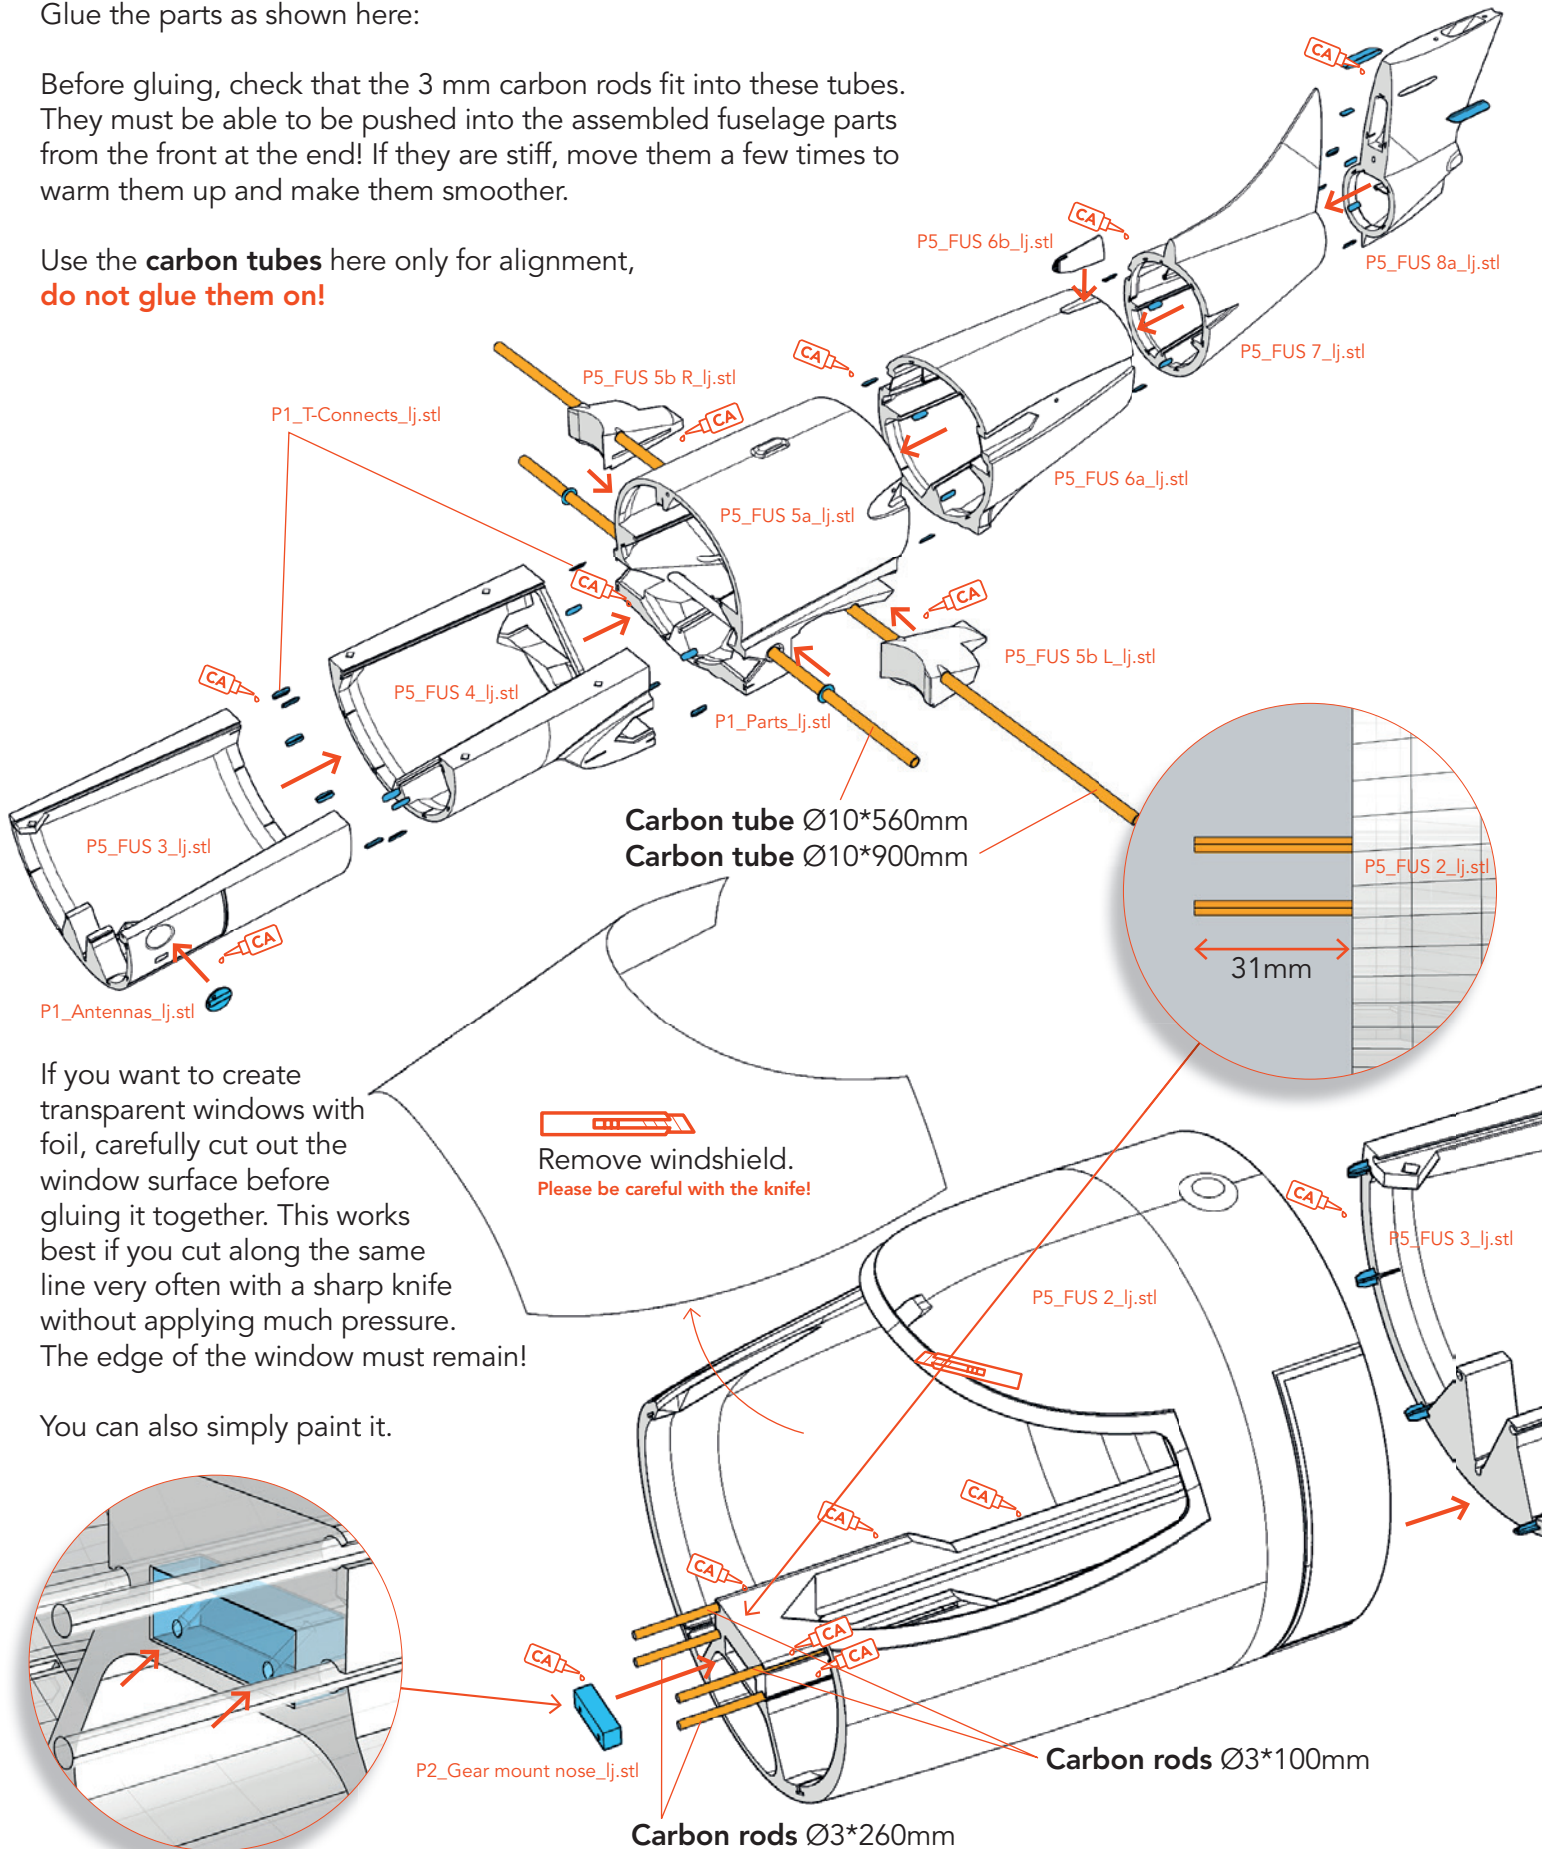 Glue the parts as shown here:
Before gluing, check that the 3 mm carbon rods fit into these tubes.
They must be able to be pushed into the assembled fuselage parts
from the front at the end! If they are stiff, move them a few times to
warm them up and make them smoother.
Use the carbon tubes here only for alignment,
do not glue them on!
CA
CA
P5_FUS 6b_lj.stl
P5_FUS 8a_lj.stl
P5_FUS 7_lj.stl
CA
P5_FUS 5b R_lj.stl
CA
P1_T-Connects_lj.stl
P5_FUS 6a_lj.stl
P5_FUS 5a_lj.stl
CA
CA
P5_FUS 5b L_lj.stl
CA
P5_FUS 4_lj.stl
P1_Parts_lj.stl
Carbon tube Ø10*560mm
Carbon tube Ø10*900mm
P5_FUS 3_lj.stl
P5_FUS 2_lj.stl
CA
31mm
P1_Antennas_lj.stl
If you want to create
transparent windows with
foil, carefully cut out the
window surface before
gluing it together. This works
best if you cut along the same
line very often with a sharp knife
without applying much pressure.
The edge of the window must remain!
You can also simply paint it.
Remove windshield.
Please be careful with the knife!
CA
P5_FUS 3_lj.stl
P5_FUS 2_lj.stl
CA
CA
CA
CA
CA
CA
P2_Gear mount nose_lj.stl
Carbon rods Ø3*100mm
Carbon rods Ø3*260mm